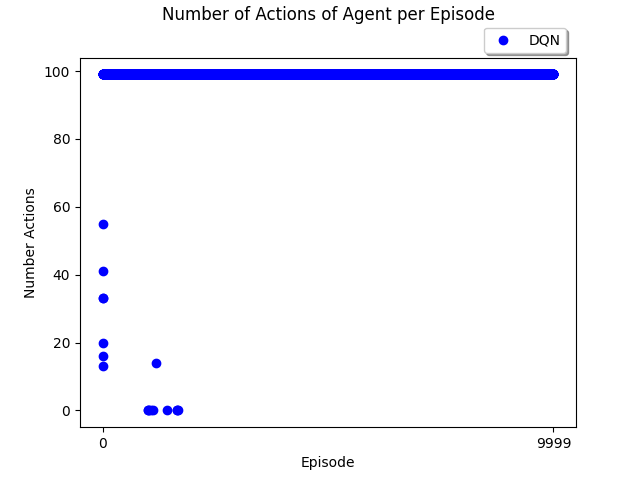 Number of Actions of Agent per Episode
DQN
100
80
60
40
20
0
Number Actions
0
9999
Episode